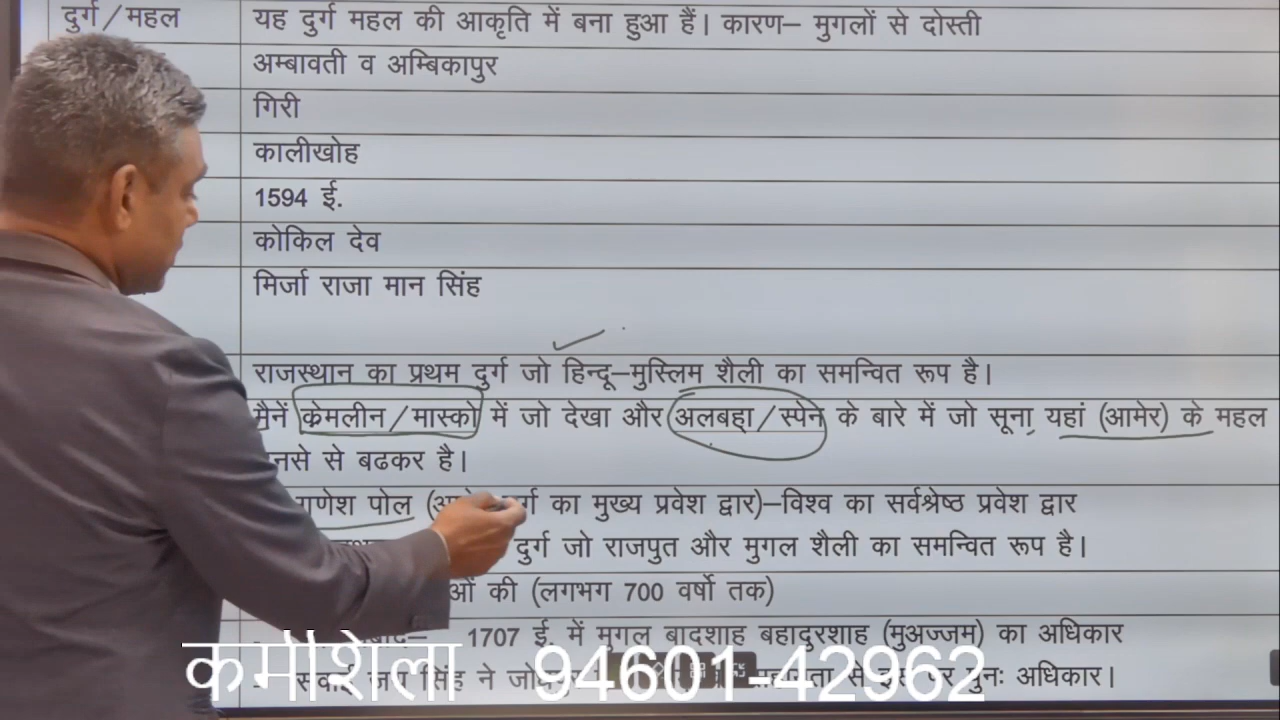 दुर्ग/महल यह दुर्ग महल की आकृति में बना हुआ हैं। कारण– मुगलों से दोस्ती
अम्बावती व अम्बिकापुर
गिरी
कालीखोह
1594 ई.
कोकिल देव
मिर्जा राजा मान सिंह
राजस्थान का प्रथम दुर्ग जो हिन्दू–मुस्लिम शैली का समन्वित रूप है।
मैनें क्रेमलीन/मास्को में जो देखा और अलबह्ा/स्पेन के बारे में जो सूना, यहां (आमेर) के महल
से बढकर है।
पोल का मुख्य प्रवेश द्वार)–विश्व का सर्वश्रेष्ठ प्रवेश द्वार
दुर्ग जो राजपुत और मुगल शैली का समन्वित रूप है।
की (लगभग 700 वर्षो तक)
1707 ई. में मुगल बादशाह बहादुरशाह (मुअज्जम) का अधिकार
सिंह ने से पर पुनः अधिकार।
कर्मशिला 94601-42962